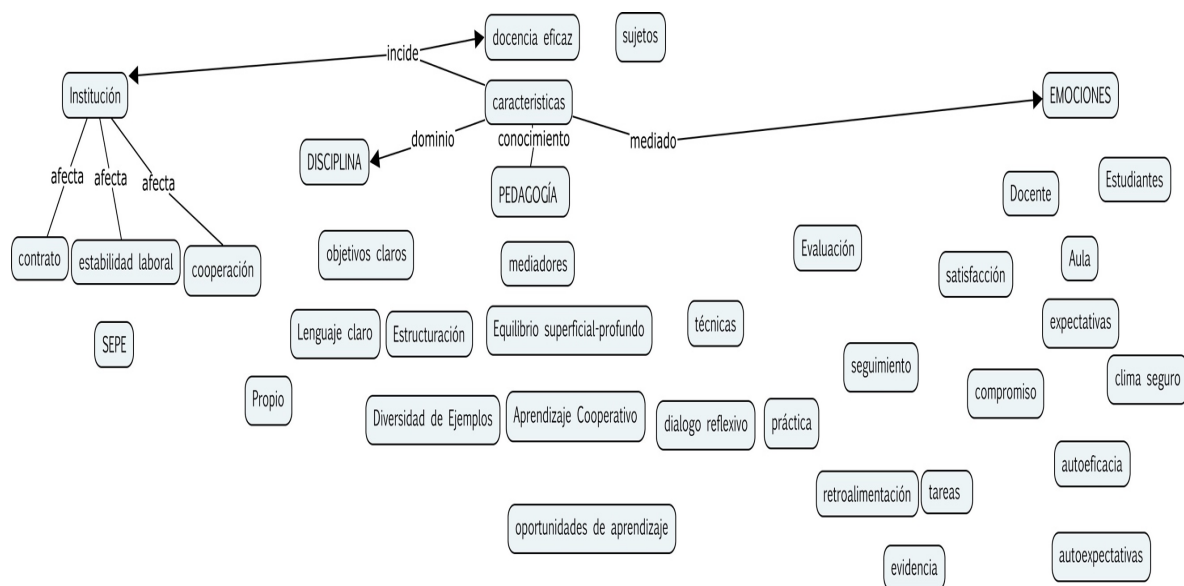 docencia eficaz
sujetos
incide
Institución
caracteristicas
EMOCIONES
dominio
conocimiento
mediado
DISCIPLINA
afecta
afecta
afecta
PEDAGOGÍA
Docente
Estudiantes
contrato
estabilidad laboral
cooperación
objetivos claros
mediadores
Evaluación
satisfacción
Aula
SEPE
Lenguaje claro
Estructuración
Equilibrio superficial-profundo
técnicas
expectativas
seguimiento
clima seguro
Propio
Diversidad de Ejemplos
Aprendizaje Cooperativo
dialogo reflexivo
práctica
compromiso
autoeficacia
retroalimentación
tareas
oportunidades de aprendizaje
evidencia
autoexpectativas